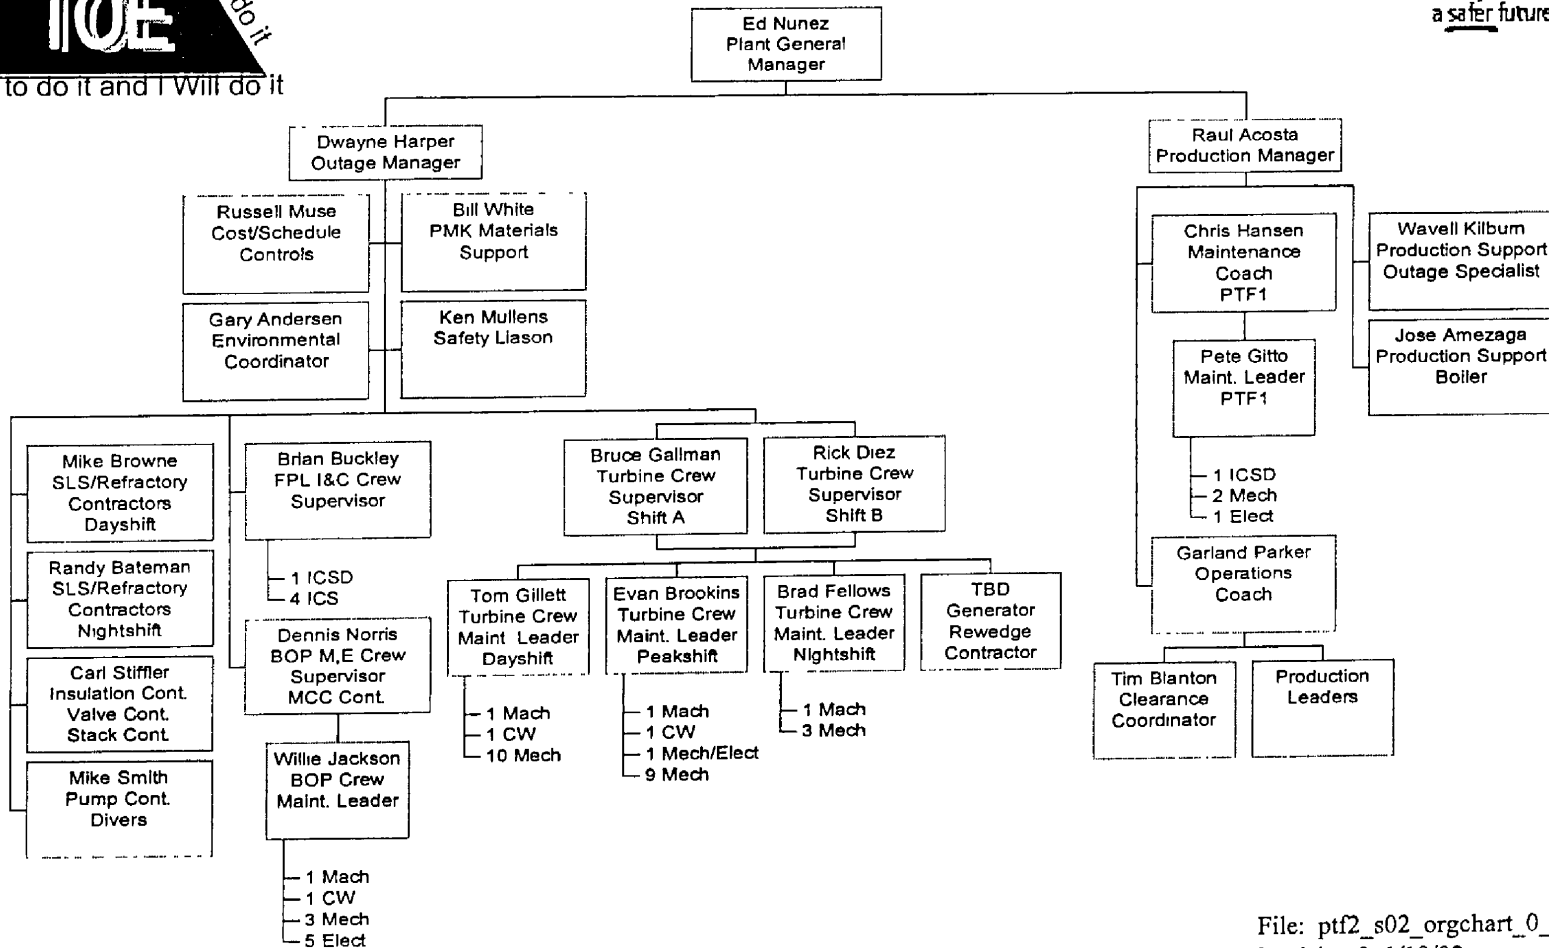 TOE
do it
to do it and I Will do it
a safer future
Ed Nunez
Plant General
Manager
Dwayne Harper
Outage Manager
Raul Acosta
Production Manager
Russell Muse
Cost/Schedule
Controls
Bill White
PMK Materials
Support
Gary Andersen
Environmental
Coordinator
Ken Mullens
Safety Liason
Chris Hansen
Maintenance
Coach
PTF1
Wavell Kilburn
Production Support
Outage Specialist
Jose Amezaga
Production Support
Boiler
Pete Gitto
Maint. Leader
PTF1
1 ICSD
2 Mech
1 Elect
Garland Parker
Operations
Coach
Tim Blanton
Clearance
Coordinator
Production
Leaders
Mike Browne
SLS/Refractory
Contractors
Dayshift
Randy Bateman
SLS/Refractory
Contractors
Nightshift
Carl Stiffler
Insulation Cont.
Valve Cont.
Stack Cont.
Mike Smith
Pump Cont.
Divers
Brian Buckley
FPL I&C Crew
Supervisor
1 ICSD
4 ICS
Dennis Norris
BOP M,E Crew
Supervisor
MCC Cont.
Willie Jackson
BOP Crew
Maint. Leader
1 Mach
1 CW
3 Mech
5 Elect
Bruce Gallman
Turbine Crew
Supervisor
Shift A
Rick Diez
Turbine Crew
Supervisor
Shift B
Tom Gillett
Turbine Crew
Maint Leader
Dayshift
1 Mach
1 CW
10 Mech
Evan Brookins
Turbine Crew
Maint. Leader
Peakshift
1 Mach
1 CW
1 Mech/Elect
9 Mech
Brad Fellows
Turbine Crew
Maint. Leader
Nightshift
1 Mach
3 Mech
TBD
Generator
Rewedge
Contractor
File: ptf2_s02_orgchart_0_